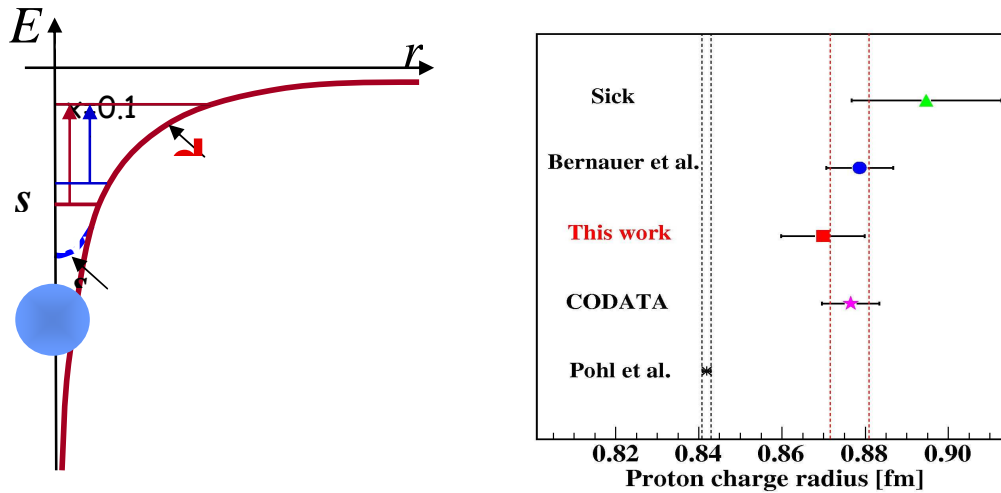 E
r
x 0.1
s
Sick
Bernauer et al.
This work
CODATA
Pohl et al.
0.82 0.84 0.86 0.88 0.90
Proton charge radius [fm]